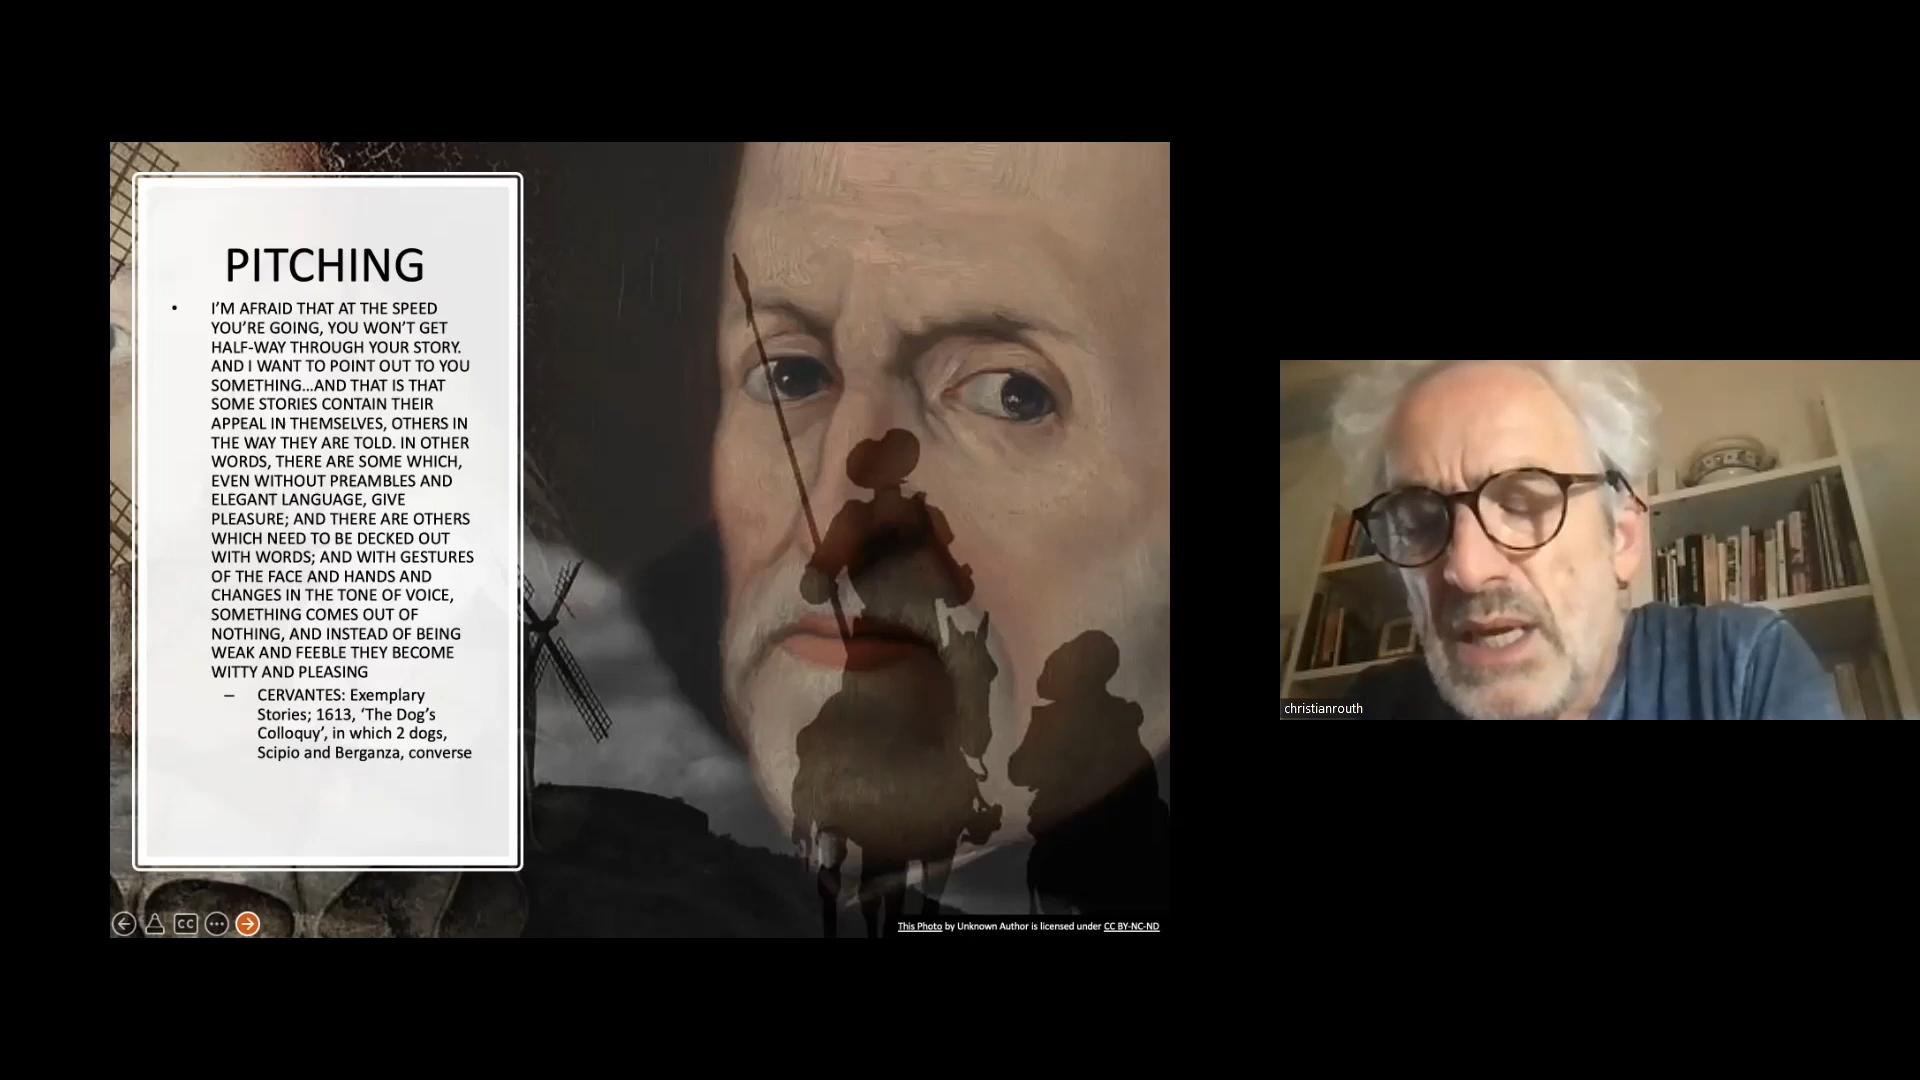 PITCHING
• I’M AFRAID THAT AT THE SPEED
YOU’RE GOING, YOU WON’T GET
HALF-WAY THROUGH YOUR STORY.
AND I WANT TO POINT OUT TO YOU
SOMETHING…AND THAT IS THAT
SOME STORIES CONTAIN THEIR
APPEAL IN THEMSELVES, OTHERS IN
THE WAY THEY ARE TOLD. IN OTHER
WORDS, THERE ARE SOME WHICH,
EVEN WITHOUT PREAMBLES AND
ELEGANT LANGUAGE, GIVE
PLEASURE; AND THERE ARE OTHERS
WHICH NEED TO BE DECKED OUT
WITH WORDS; AND WITH GESTURES
OF THE FACE AND HANDS AND
CHANGES IN THE TONE OF VOICE,
SOMETHING COMES OUT OF
NOTHING, AND INSTEAD OF BEING
WEAK AND FEEBLE THEY BECOME
WITTY AND PLEASING
– CERVANTES: Exemplary
Stories; 1613, ‘The Dog’s
Colloquy’, in which 2 dogs,
Scipio and Berganza, converse
CC
This Photo by Unknown Author is licensed under CC BY-NC-ND
christianrouth